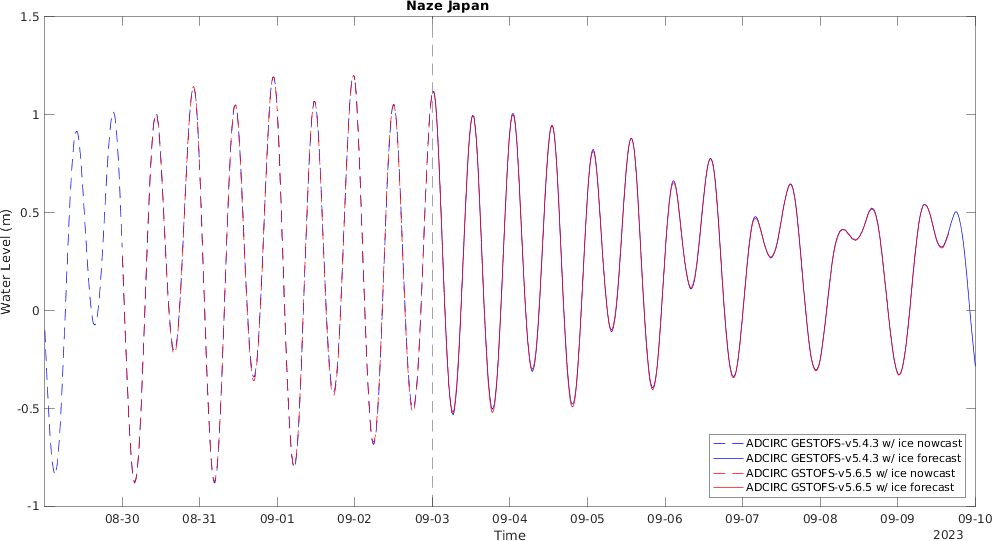 Naze Japan
1.5
1
0.5
0
-0.5
-1
Water Level (m)
08-30 08-31 09-01 09-02 09-03 09-04 09-05 09-06 09-07 09-08 09-09 09-10
Time
2023
ADCIRC GESTOFS-v5.4.3 w/ ice nowcast
ADCIRC GESTOFS-v5.4.3 w/ ice forecast
ADCIRC GSTOFS-v5.6.5 w/ ice nowcast
ADCIRC GSTOFS-v5.6.5 w/ ice forecast